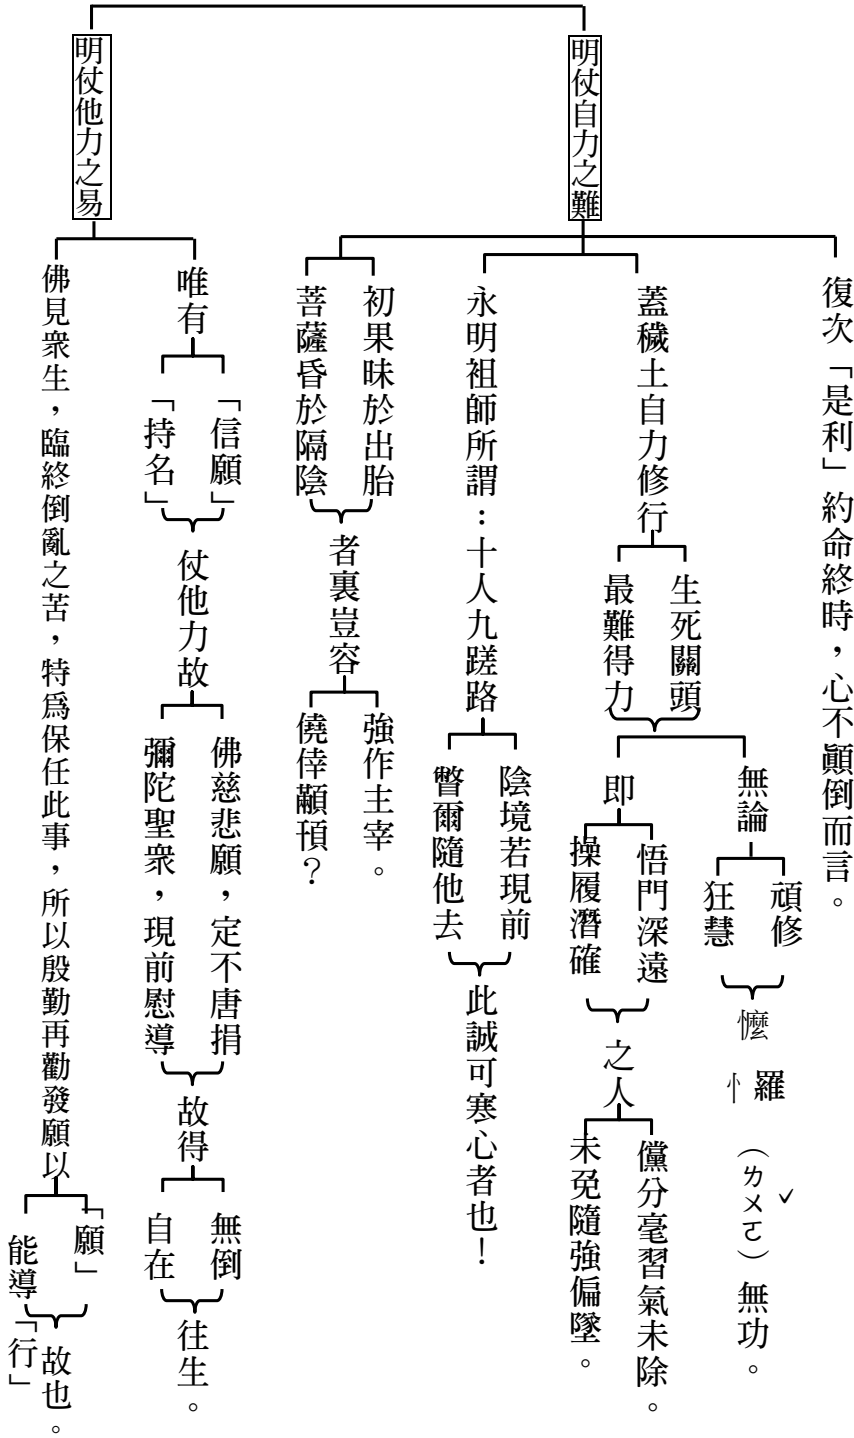 明仗自力之難
復次「是利」約命終時，心不顚倒而言。
蓋穢土自力修行
生死關頭
最難得力
無論
頑修
狂慧
懡
忄羅
（ㄌㄨㄛˇ）無功。
即
悟門深遠
操履潛確
之人
儻分毫習氣未除。
未免隨強偏墜。
永明祖師所謂：十人九蹉路
陰境若現前
瞥爾隨他去
此誠可寒心者也！
初果昧於出胎
菩薩昏於隔陰
者裏豈容
強作主宰。
僥倖顢頇？
明仗他力之易
唯有
「信願」
「持名」
仗他力故
佛慈悲願，定不唐捐
彌陀聖衆，現前慰導
故得
無倒
自在
往生。
佛見衆生，臨終倒亂之苦，特爲保任此事，所以殷勤再勸發願以
「願」
能導「行」
故也。